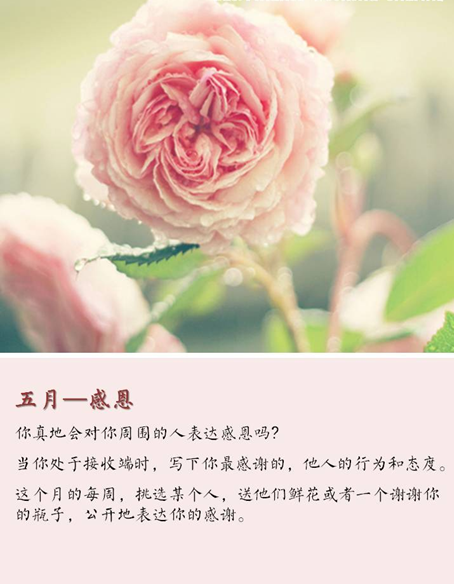 五月—感恩
你真地会对你周围的人表达感恩吗?
当你处于接收端时，写下你最感谢的，他人的行为和态度。
这个月的每周，挑选某个人，送他们鲜花或者一个谢谢你
的瓶子，公开地表达你的感谢。